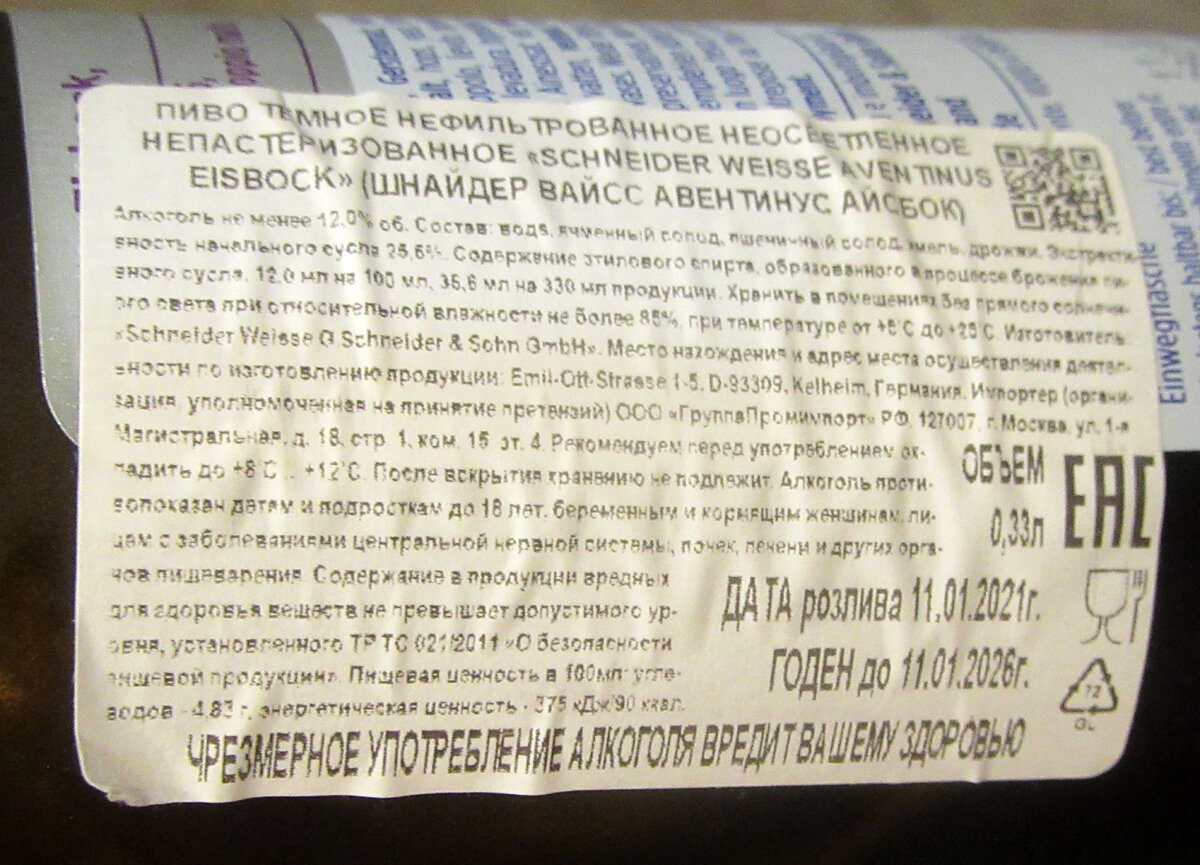 ПИВО ТЕМНОЕ НЕФИЛЬТРОВАННОЕ НЕОСВЕТЛЕННОЕ
НЕПАСТЕРИЗОВАННОЕ «SCHNEIDER WEISSE AVENTINUS
EISBOCK» (ШНАЙДЕР ВАЙСС АВЕНТИНУС АЙСБОК)
Алкоголь не менее 12,0% об. Состав: вода, ячменный солод, пшеничный солод, хмель, дрожжи. Экстракти-
вность начального сусла 25,6%. Содержание этилового спирта, образованного в процессе брожения пи-
вного сусла, 12,0 мл на 100 мл, 36,6 мл на 330 мл продукции. Хранить в помещениях без прямого солнечн-
ого света при относительной влажности не более 85%, при температуре от +5°С до +25°С. Изготовитель:
«Schneider Weisse G Schneider & Sohn GmbH». Место нахождения и адрес места осуществления деятел-
ьности по изготовлению продукции: Emil-Ott-Strasse 1-5, D-93309, Kelheim, Германия. Импортер (органи-
зация, уполномоченная на принятие претензий) ООО «ГруппаПромимпорт» РФ, 127007, г.Москва, ул. 1-я
Магистральная, д. 18, стр. 1, ком. 15 эт. 4. Рекомендуем перед употреблением ох-
ладить до +8°С ... +12°С. После вскрытия хранению не подлежит. Алкоголь проти-
вопоказан детям и подросткам до 18 лет, беременным и кормящим женщинам, ли-
цам с заболеваниями центральной нервной системы, почек, печени и других орга-
нов пищеварения. Содержание в продукции вредных
для здоровья веществ не превышает допустимого ур-
овня, установленного ТР ТС 021/2011 «О безопасности
пищевой продукции». Пищевая ценность в 100мл: угле-
водов - 4,83 г, энергетическая ценность - 375 кДж/90 ккал.
ОБЪЕМ
0,33л
EAC
ДАТА розлива 11.01.2021г.
ГОДЕН до 11.01.2026г.
72
GL
ЧРЕЗМЕРНОЕ УПОТРЕБЛЕНИЕ АЛКОГОЛЯ ВРЕДИТ ВАШЕМУ ЗДОРОВЬЮ
Einwegflasche